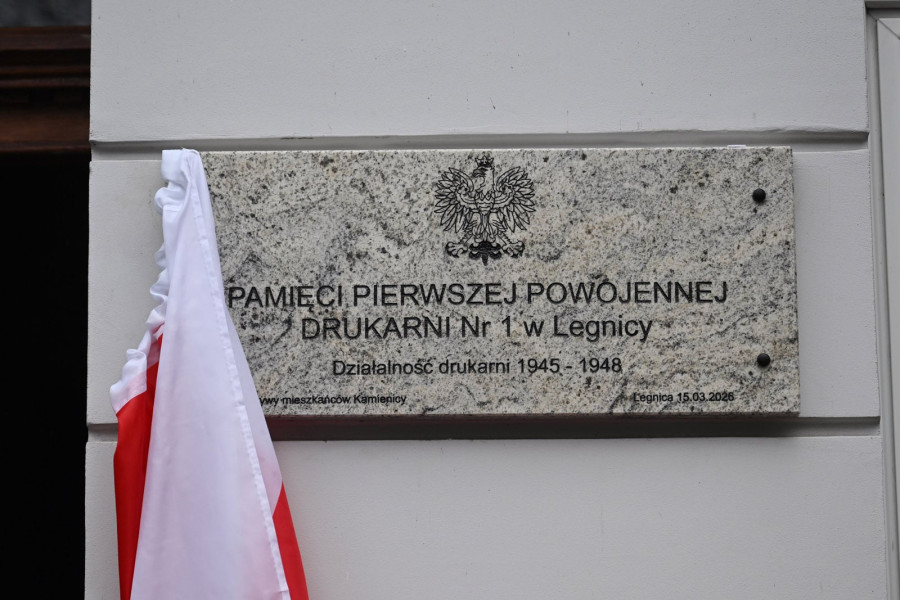 PAMIĘCI PIERWSZEJ POWOJENNEJ
DRUKARNI Nr 1 w Legnicy
Działalność drukarni 1945 - 1948
mieszkańców Kamienicy
Legnica 15.03.2026